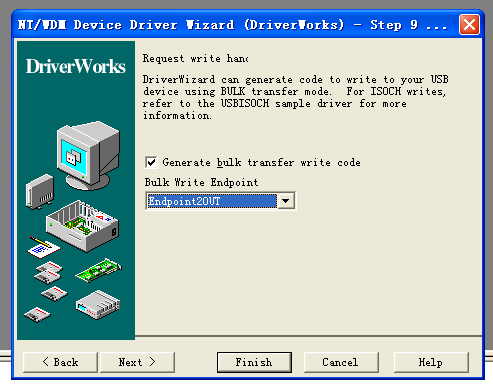 NT/WDM Device Driver Wizard (DriverWorks) - Step 9 ...
DriverWorks
Request write hand
DriverWizard can generate code to write to your USB
device using BULK transfer mode. For ISOCH writes,
refer to the USBISOCH sample driver for more
information.
Generate bulk transfer write code
Bulk Write Endpoint
Endpoint2OUT
< Back
Next >
Finish
Cancel
Help